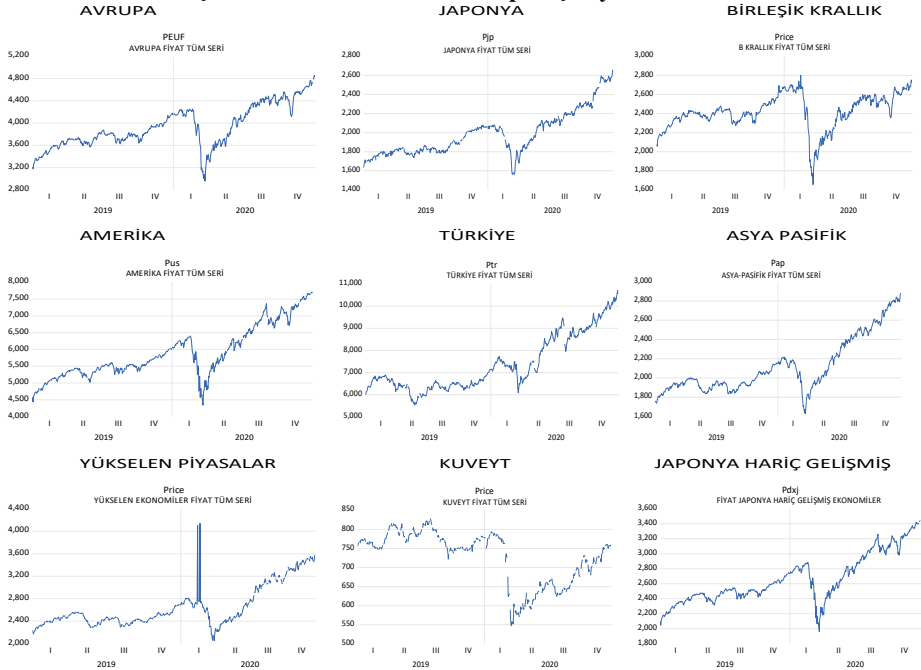 AVRUPA
PEUF
AVRUPA FİYAT TÜM SERİ
5,200
4,800
4,400
4,000
3,600
3,200
2,800
I II III IV I II III IV
2019 2020
JAPONYA
Pjp
JAPONYA FİYAT TÜM SERİ
2,800
2,600
2,400
2,200
2,000
1,800
1,600
1,400
I II III IV I II III IV
2019 2020
BİRLEŞİK KRALLIK
Price
B KRALLIK FİYAT TÜM SERİ
3,000
2,800
2,600
2,400
2,200
2,000
1,800
1,600
I II III IV I II III IV
2019 2020
AMERİKA
Pus
AMERİKA FİYAT TÜM SERİ
8,000
7,500
7,000
6,500
6,000
5,500
5,000
4,500
4,000
I II III IV I II III IV
2019 2020
TÜRKİYE
Ptr
TÜRKİYE FİYAT TÜM SERİ
11,000
10,000
9,000
8,000
7,000
6,000
5,000
I II III IV I II III IV
2019 2020
ASYA PASİFİK
Pap
ASYA-PASİFİK FİYAT TÜM SERİ
3,000
2,800
2,600
2,400
2,200
2,000
1,800
1,600
I II III IV I II III IV
2019 2020
YÜKSELEN PİYASALAR
Price
YÜKSELEN EKONOMİLER FİYAT TÜM SERİ
4,400
4,000
3,600
3,200
2,800
2,400
2,000
I II III IV I II III IV
2019 2020
KUVEYT
Price
KUVEYT FİYAT TÜM SERİ
850
800
750
700
650
600
550
500
I II III IV I II III IV
2019 2020
JAPONYA HARİÇ GELİŞMİŞ
Pdxj
FİYAT JAPONYA HARİÇ GELİŞMİŞ EKONOMİLER
3,600
3,400
3,200
3,000
2,800
2,600
2,400
2,200
2,000
1,800
I II III IV I II III IV
2019 2020